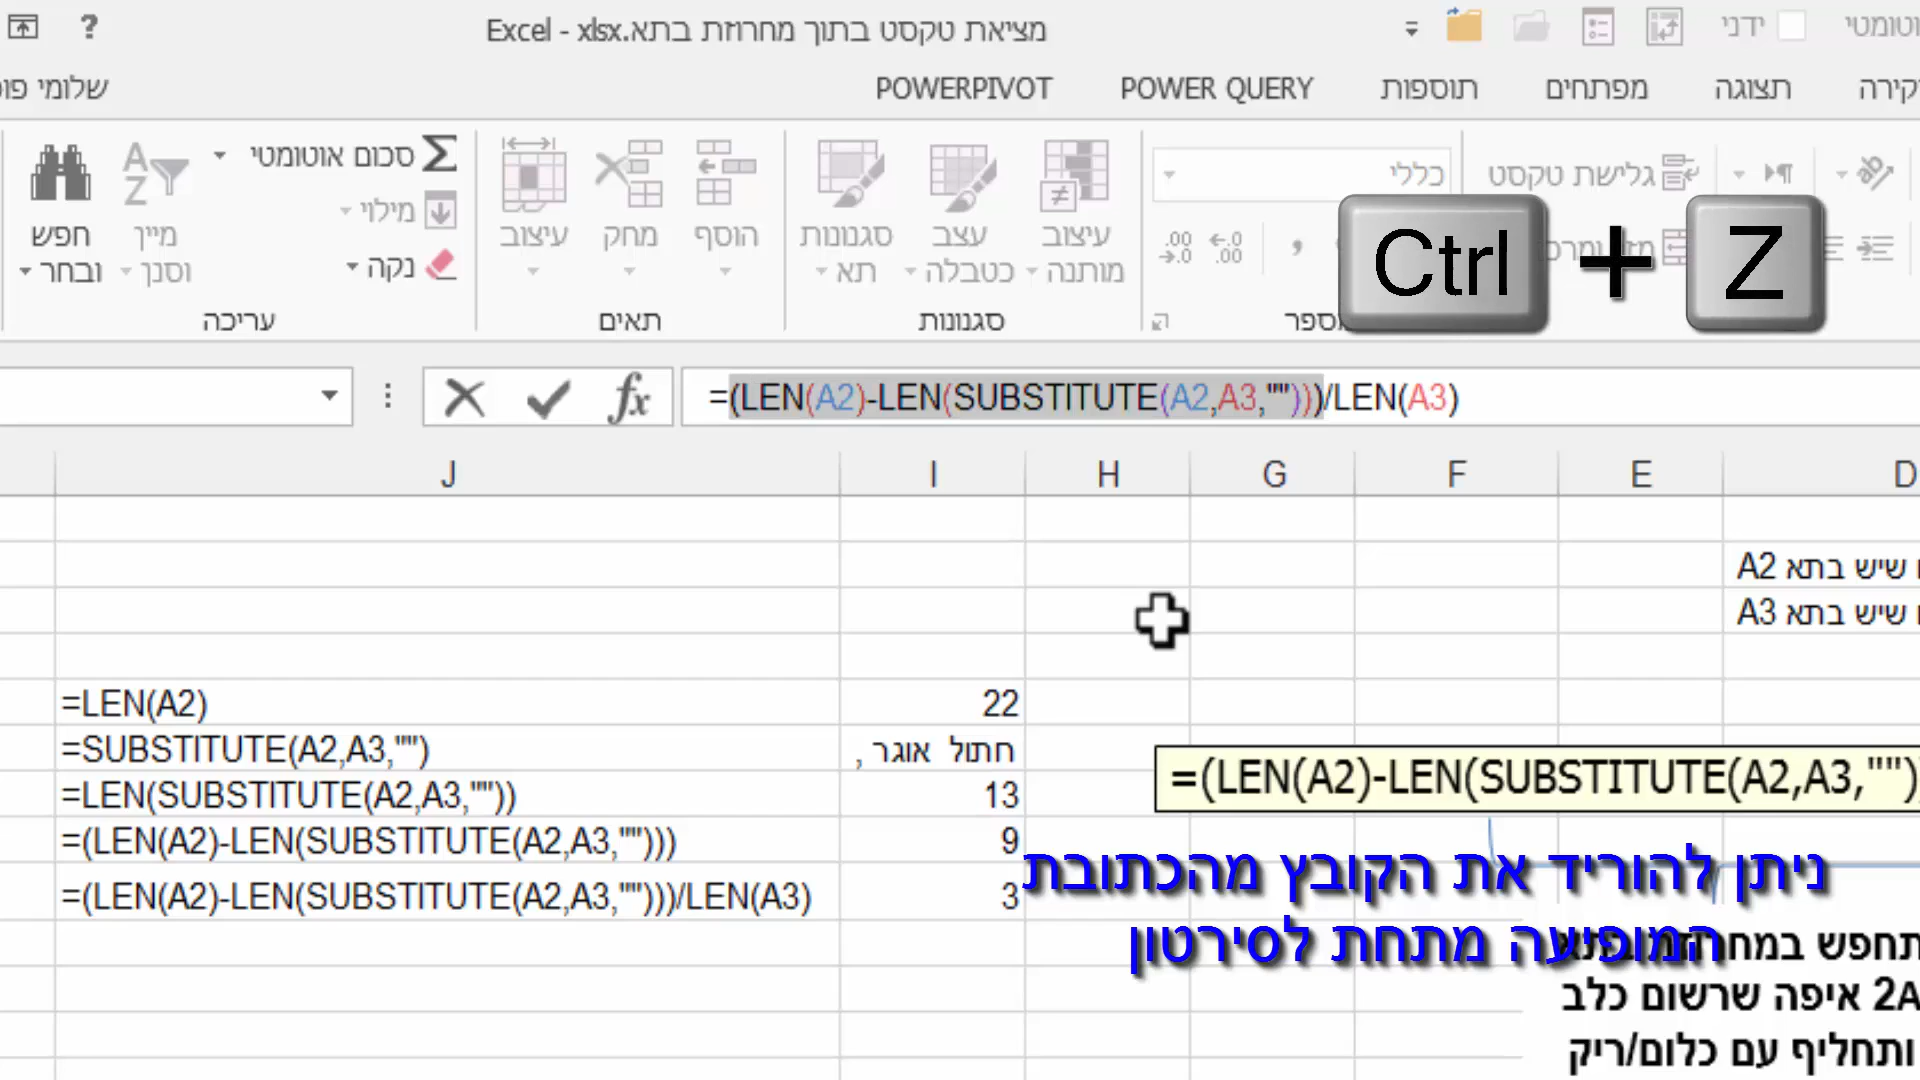 מציאת טקסט בתוך מחרוזת בתא.xlsx - Excel
?
ידני
POWERPIVOT
POWER QUERY
תוספות
מפתחים
תצוגה
שלומי
גלישת טקסט
כללי
עיצוב מותנה
עצב כטבלה
סגנונות תא
הוסף
מחק
עיצוב
סכום אוטומטי
מילוי
נקה
מיין וסנן
חפש ובחר
סגנונות
תאים
עריכה
Ctrl + Z
=(LEN(A2)-LEN(SUBSTITUTE(A2,A3,"")))/LEN(A3)
J I H G F E D
שיש בתא A2
שיש בתא A3
=LEN(A2) 22
=SUBSTITUTE(A2,A3,"") חתול אוגר ,
=LEN(SUBSTITUTE(A2,A3,"")) 13
=(LEN(A2)-LEN(SUBSTITUTE(A2,A3,""))) 9
=(LEN(A2)-LEN(SUBSTITUTE(A2,A3,"")))/LEN(A3) 3
=(LEN(A2)-LEN(SUBSTITUTE(A2,A3,"")
ניתן להוריד את הקובץ מהכתובת
המופיעה מתחת לסירטון
תחפש במחרוזת בתא
2A איפה שרשום כלב
ותחליף עם כלום/ריק